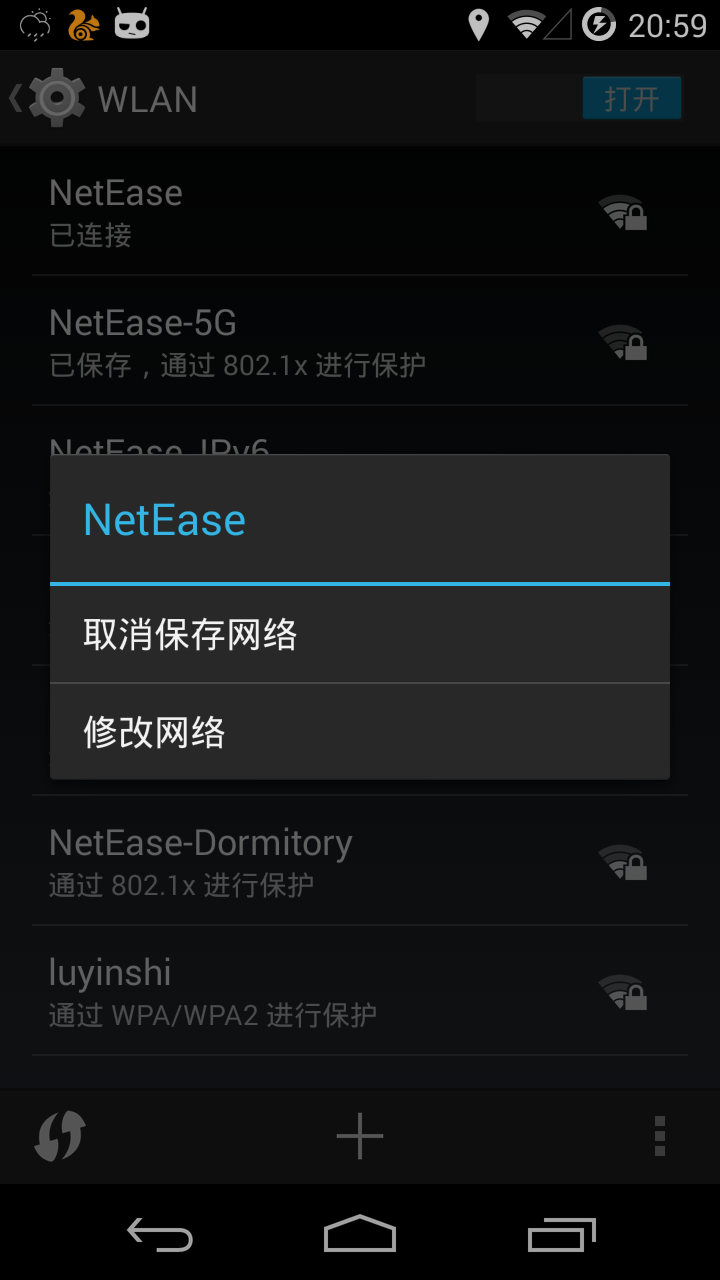 20:59
WLAN
打开
NetEase
已连接
NetEase-5G
已保存，通过 802.1x 进行保护
NetEase
取消保存网络
修改网络
NetEase-Dormitory
通过 802.1x 进行保护
luyinshi
通过 WPA/WPA2 进行保护